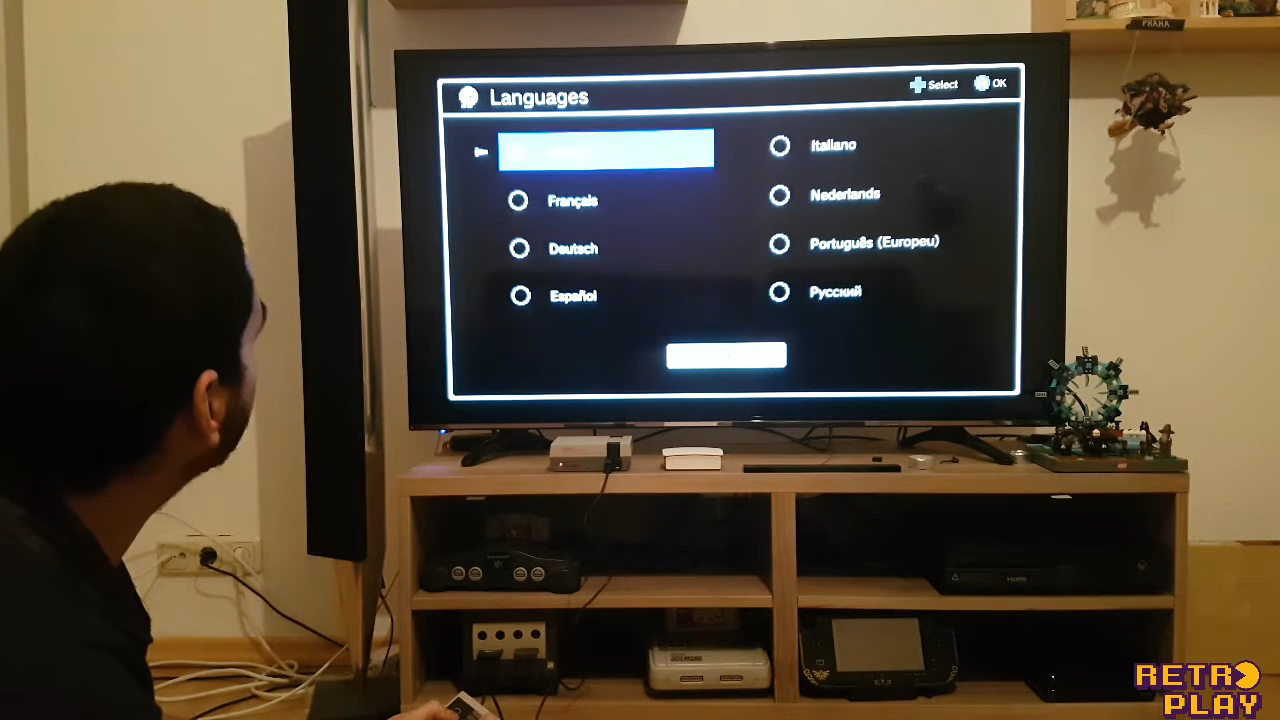 PRAHA
Languages
Select
OK
Français
Deutsch
Español
Italiano
Nederlands
Português (Europeu)
Русский
HDMI
RETRO
PLAY